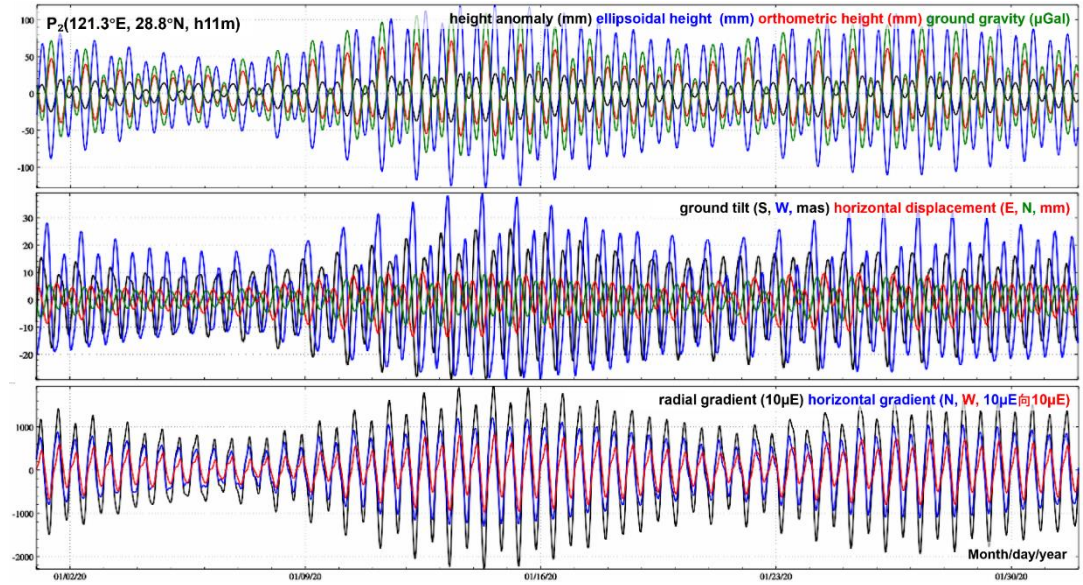 P₂(121.3°E, 28.8°N, h11m)
height anomaly (mm) ellipsoidal height (mm) orthometric height (mm) ground gravity (μGal)
100
50
0
-50
-100
ground tilt (S, W, mas) horizontal displacement (E, N, mm)
30
20
10
0
-10
-20
radial gradient (10μE) horizontal gradient (N, W, 10μE向10μE)
1000
0
-1000
-2000
Month/day/year
01/02/20 01/09/20 01/16/20 01/23/20 01/30/20